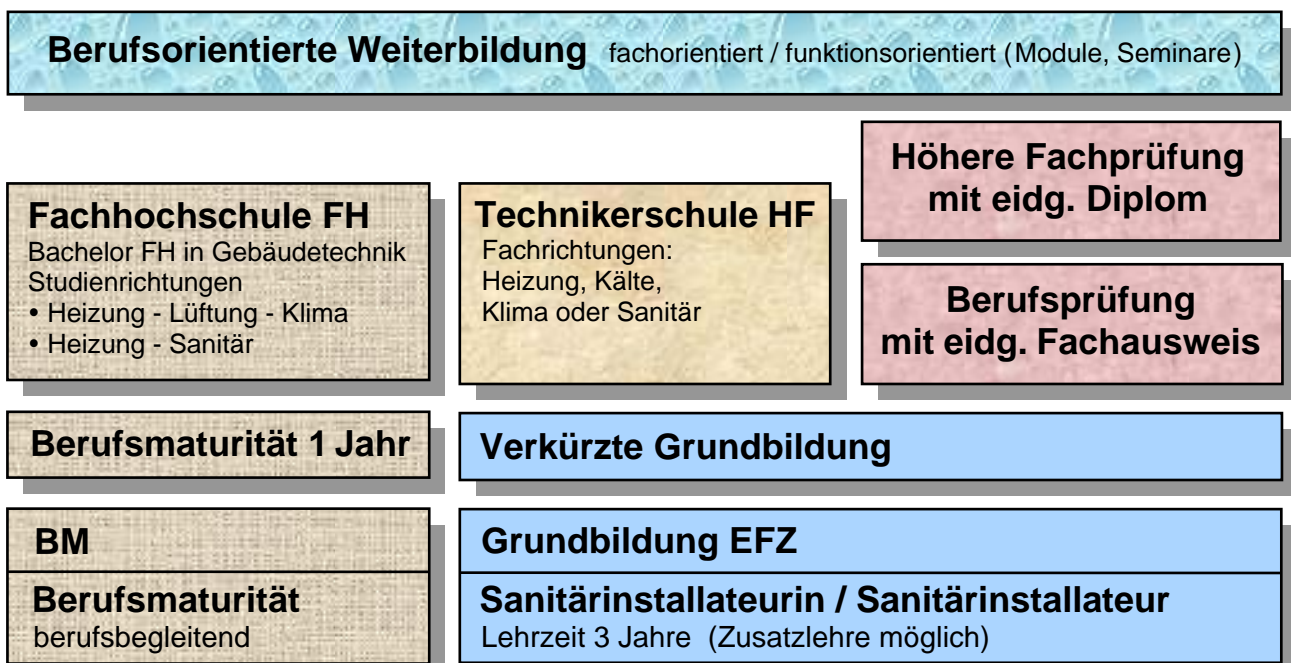 Berufsorientierte Weiterbildung fachorientiert / funktionsorientiert (Module, Seminare)
Höhere Fachprüfung
mit eidg. Diplom
Fachhochschule FH
Bachelor FH in Gebäudetechnik
Studienrichtungen
• Heizung - Lüftung - Klima
• Heizung - Sanitär
Technikerschule HF
Fachrichtungen:
Heizung, Kälte,
Klima oder Sanitär
Berufsprüfung
mit eidg. Fachausweis
Berufsmaturität 1 Jahr
Verkürzte Grundbildung
BM
Berufsmaturität
berufsbegleitend
Grundbildung EFZ
Sanitärinstallateurin / Sanitärinstallateur
Lehrzeit 3 Jahre (Zusatzlehre möglich)